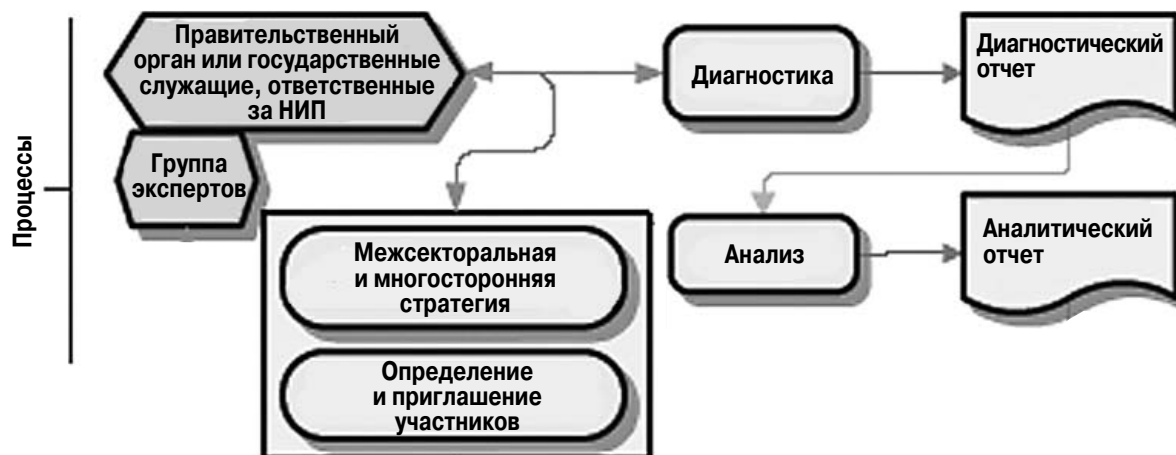 Процессы
Правительственный
орган или государственные
служащие, ответственные
за НИП
Группа
экспертов
Межсекторальная
и многосторонняя
стратегия
Определение
и приглашение
участников
Диагностика
Диагностический
отчет
Анализ
Аналитический
отчет